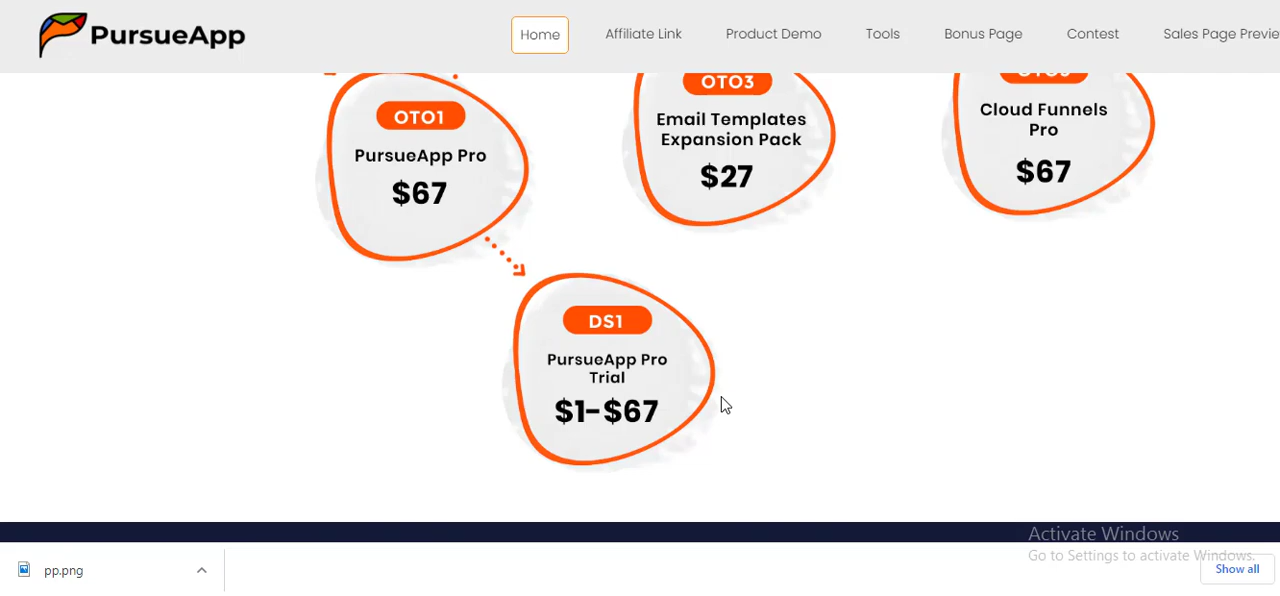 PursueApp
Home
Affiliate Link
Product Demo
Tools
Bonus Page
Contest
Sales Page Previe
OTO1
PursueApp Pro
$67
OTO3
Email Templates
Expansion Pack
$27
Cloud Funnels
Pro
$67
DS1
PursueApp Pro
Trial
$1-$67
Activate Windows
Go to Settings to activate Windows.
pp.png
Show all